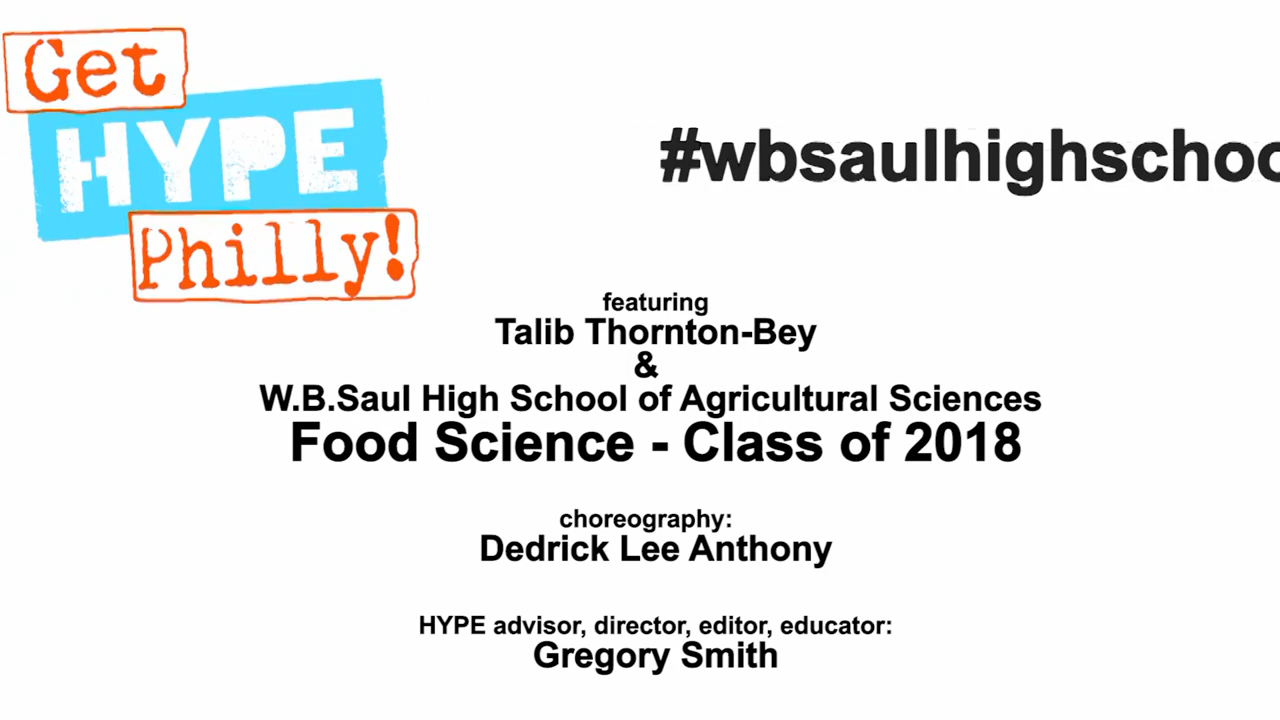 Get
HYPE
Philly!
#wbsaulhighschoo
featuring
Talib Thornton-Bey
&
W.B.Saul High School of Agricultural Sciences
Food Science - Class of 2018
choreography:
Dedrick Lee Anthony
HYPE advisor, director, editor, educator:
Gregory Smith